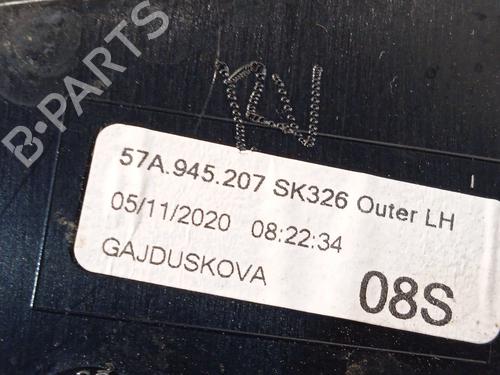 B-PARTS
57A.945.207 SK326 Outer LH
05/11/2020 08:22:34
GAJDUSKOVA
08S